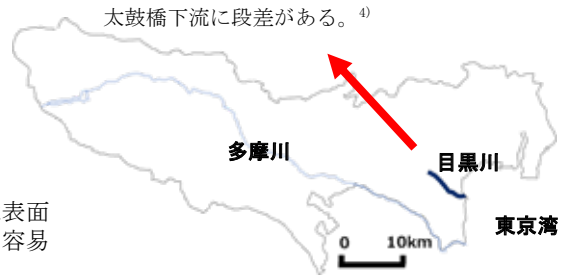 太鼓橋下流に段差がある。4)
多摩川
目黒川
表面
容易
東京湾
0 10km